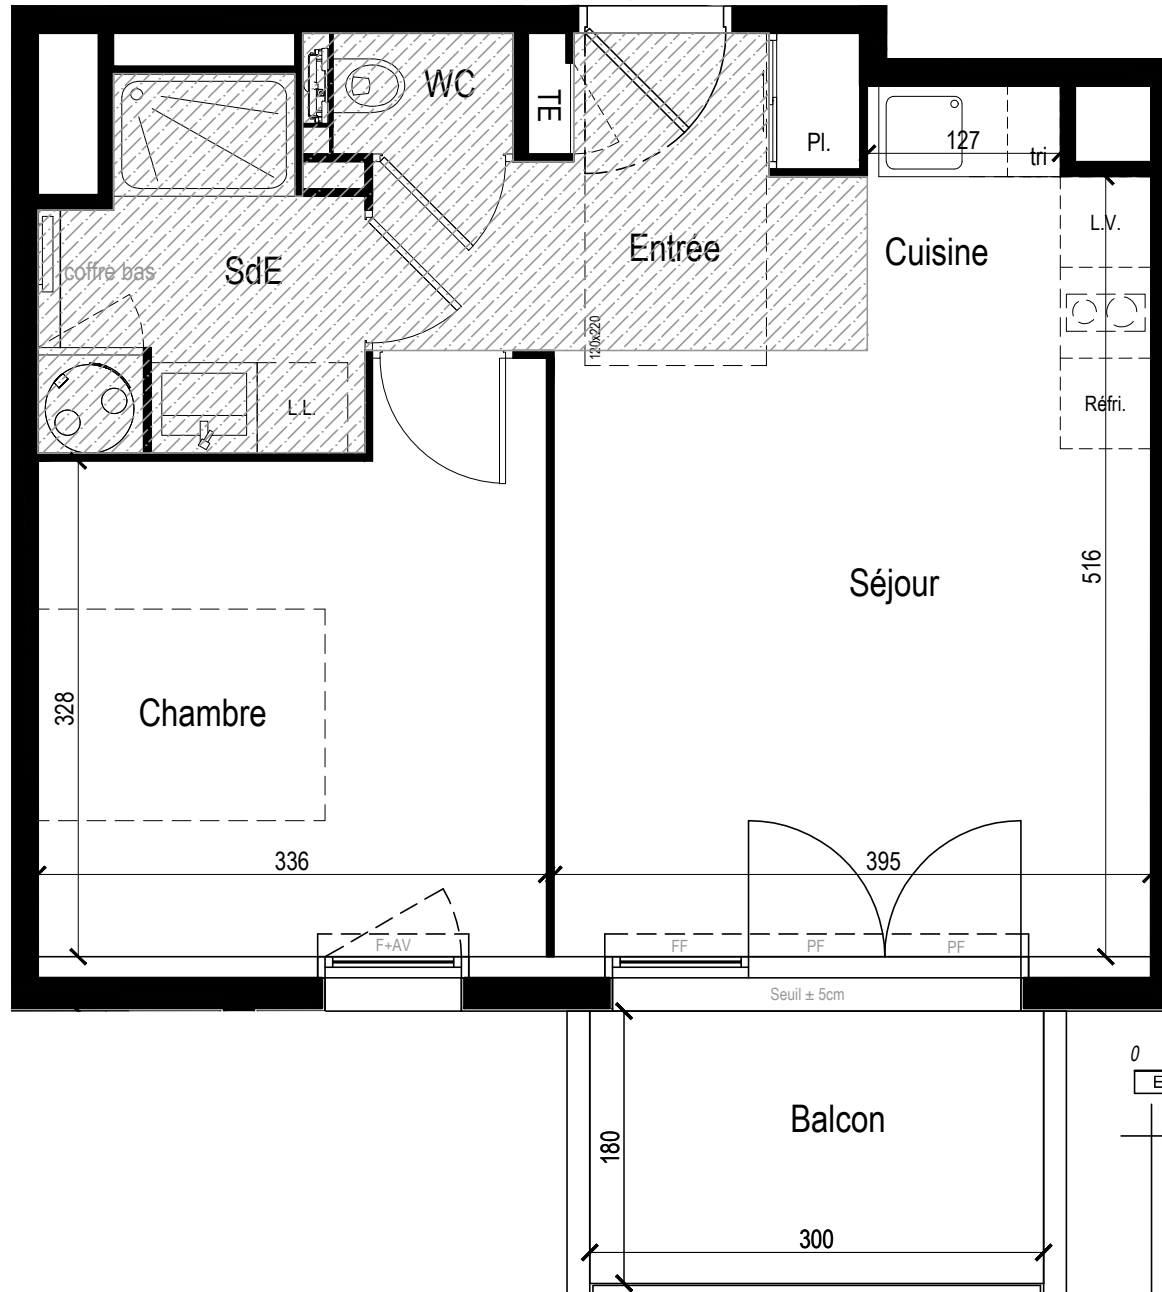 WC
TE
Pl.
127
tri
L.V.
Entrée
Cuisine
coffre bas
SdE
120x220
L.L.
Réfri.
516
Séjour
328
Chambre
336
395
F+AV
FF
PF
PF
Seuil ± 5cm
0
E
Balcon
180
300